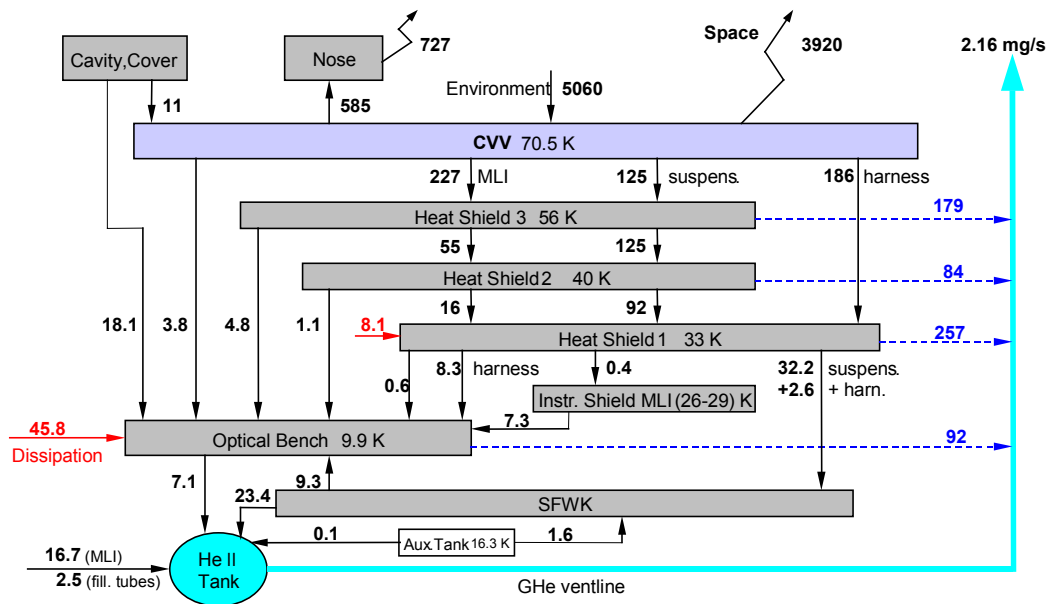 Space
727
3920
2.16 mg/s
Cavity,Cover
Nose
Environment 5060
11
585
CVV 70.5 K
227 MLI
125 suspens.
186 harness
Heat Shield 3 56 K
179
55
125
Heat Shield 2 40 K
84
18.1
3.8
4.8
1.1
16
92
8.1
Heat Shield 1 33 K
257
0.6
8.3 harness
0.4
32.2 suspens.
+2.6 + harn.
Instr. Shield MLI (26-29) K
7.3
45.8
Dissipation
Optical Bench 9.9 K
92
7.1
9.3
23.4
SFWK
0.1
Aux.Tank 16.3 K
1.6
16.7 (MLI)
2.5 (fill. tubes)
He II
Tank
GHe ventline